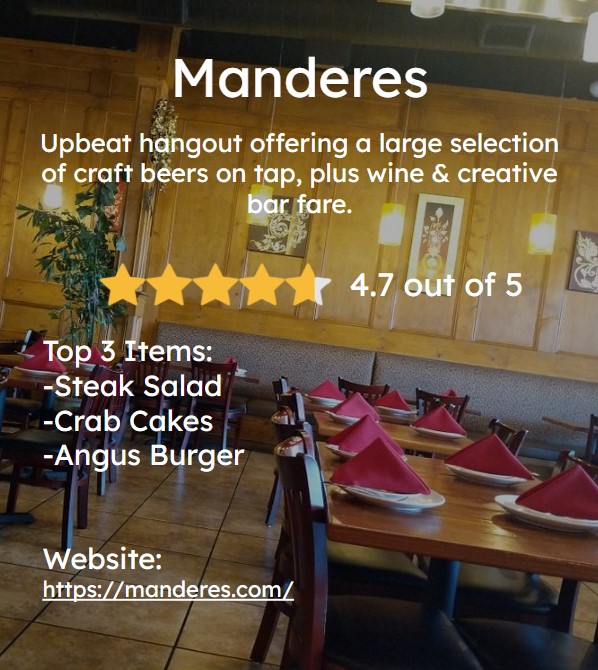 Manderes
Upbeat hangout offering a large selection
of craft beers on tap, plus wine & creative
bar fare.
4.7 out of 5
Top 3 Items:
-Steak Salad
-Crab Cakes
-Angus Burger
Website:
https://manderes.com/